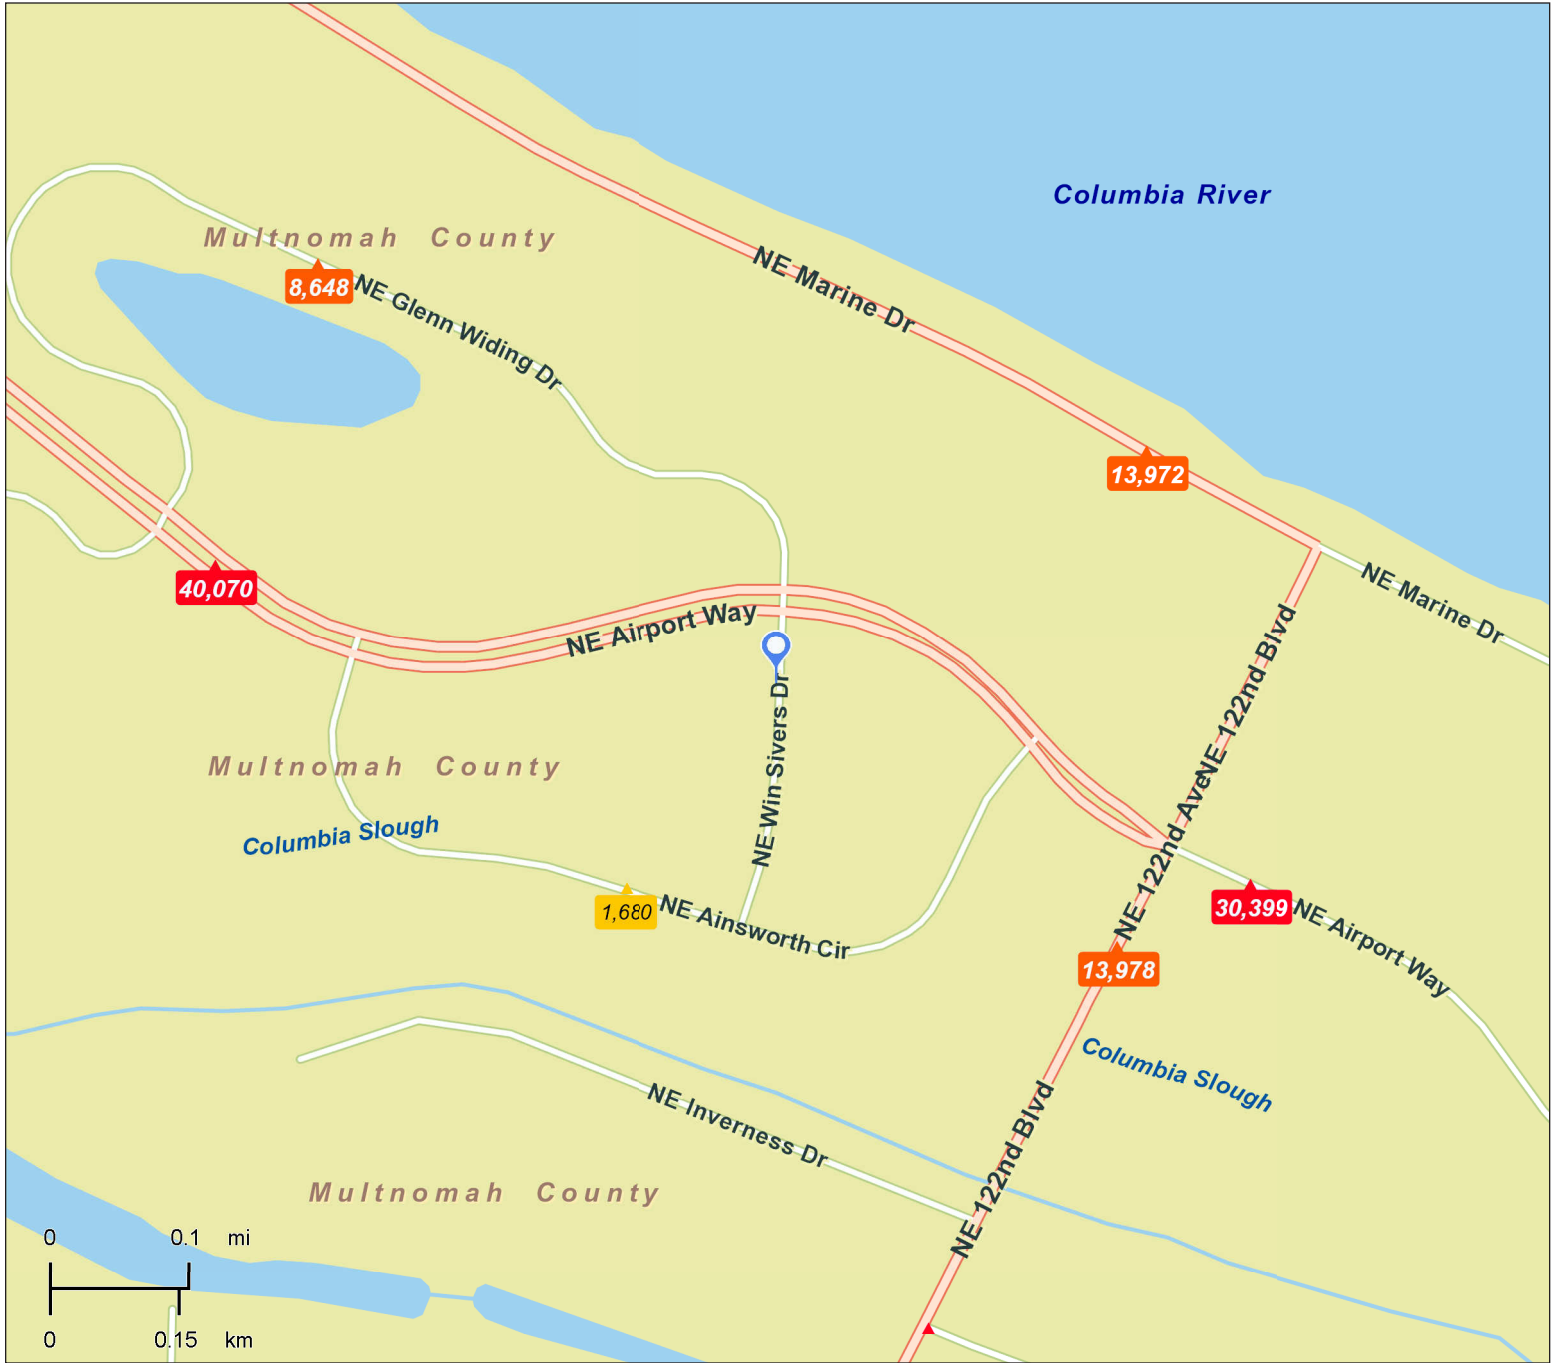 Columbia River
Multnomah County
NE Marine Dr
8,648
NE Glenn Widing Dr
13,972
NE Marine Dr
40,070
NE Airport Way
NE 122nd Blvd
NE Win Sivers Dr
Multnomah County
Columbia Slough
NE 122nd Ave
1,680
NE Ainsworth Cir
30,399
NE Airport Way
13,978
Columbia Slough
NE Inverness Dr
NE 122nd Blvd
Multnomah County
0 0.1 mi
0 0.15 km